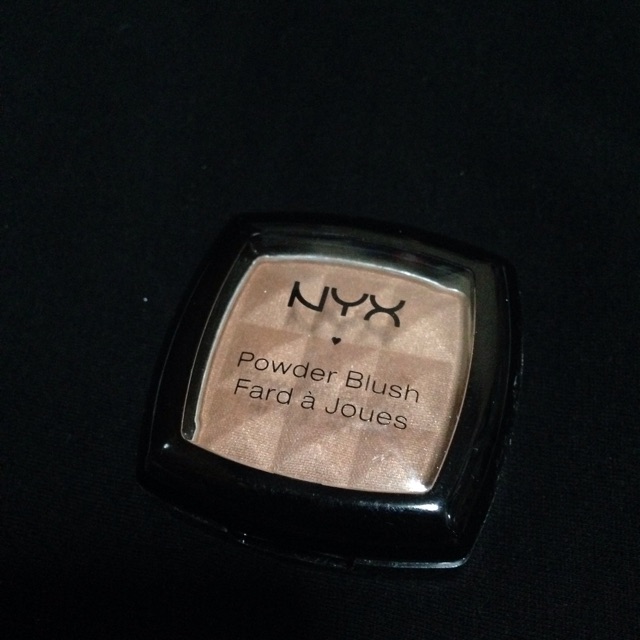 NYX
Powder Blush
Fard à Joues